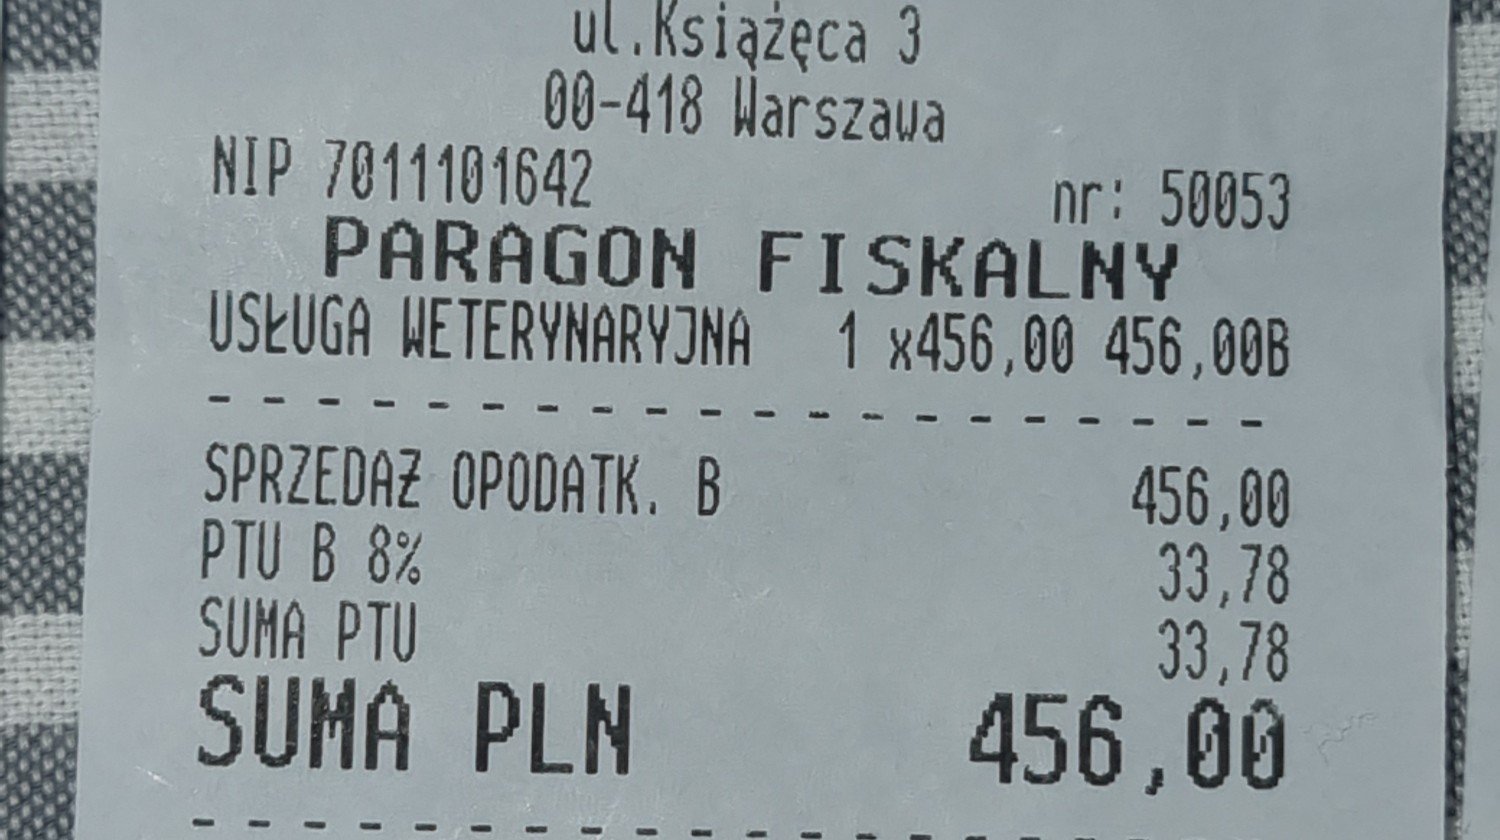 ul.Książęca 3
00-418 Warszawa
NIP 7011101642 nr: 50053
PARAGON FISKALNY
USŁUGA WETERYNARYJNA 1 x456,00 456,00B
- - - - - - - - - - - - - - - - - - - -
SPRZEDAŻ OPODATK. B 456,00
PTU B 8% 33,78
SUMA PTU 33,78
SUMA PLN 456,00
- - - - - - - - - - - - - - - - - - - -